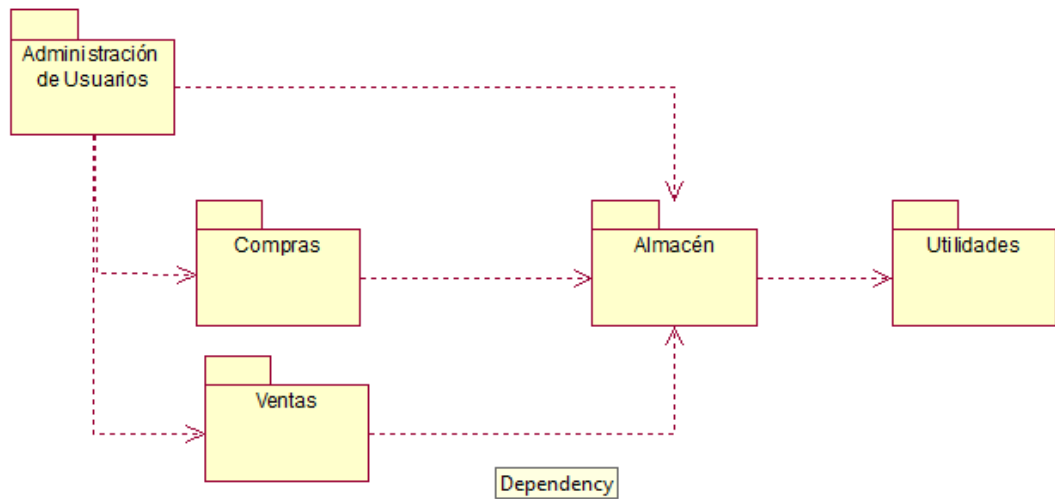 Administración
de Usuarios
Compras
Almacén
Utilidades
Ventas
Dependency